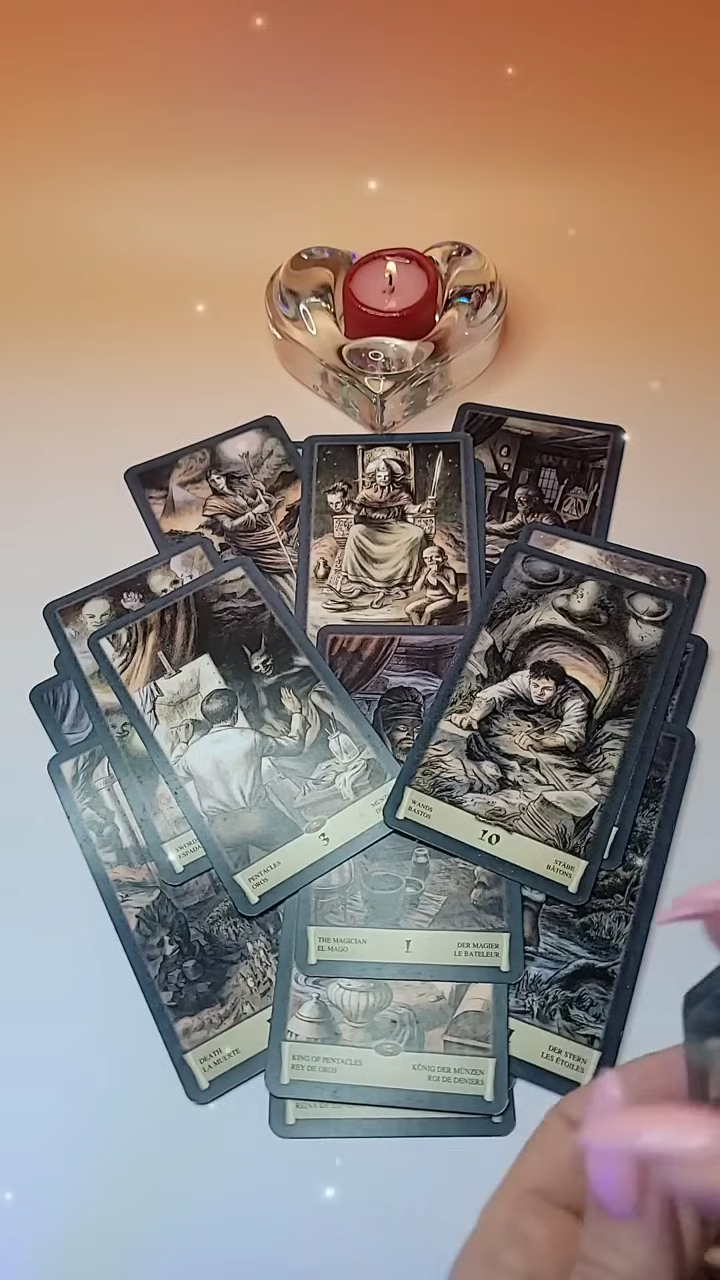 SWORDS
ESPADA
PENTACLES
OROS
3
WANDS
BASTOS
10
STÄBE
BÂTONS
THE MAGICIAN
EL MAGO
I
DER MAGIER
LE BATELEUR
DEATH
LA MUERTE
KING OF PENTACLES
REY DE OROS
KÖNIG DER MÜNZEN
ROI DE DENIERS
DER STERN
LES ÉTOILES